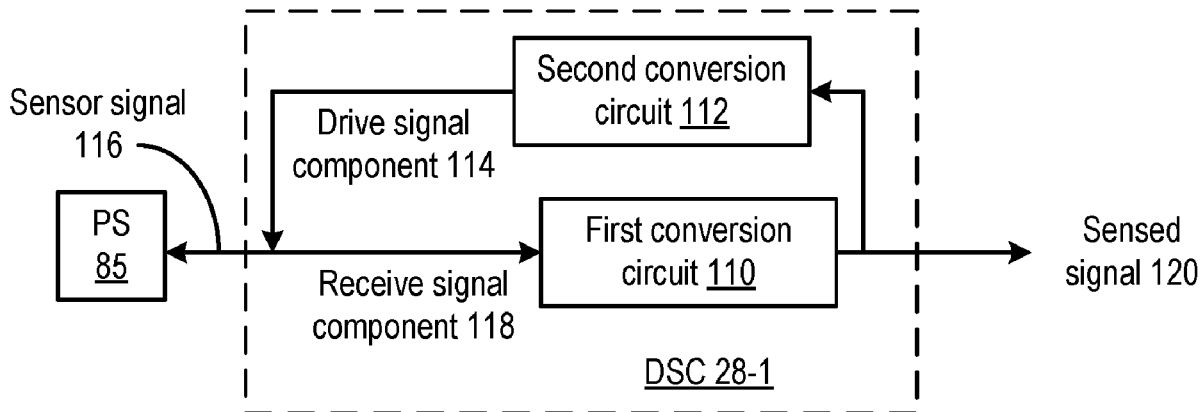 Second conversion
circuit 112
Sensor signal
116
Drive signal
component 114
PS
85
First conversion
circuit 110
Sensed
signal 120
Receive signal
component 118
DSC 28-1